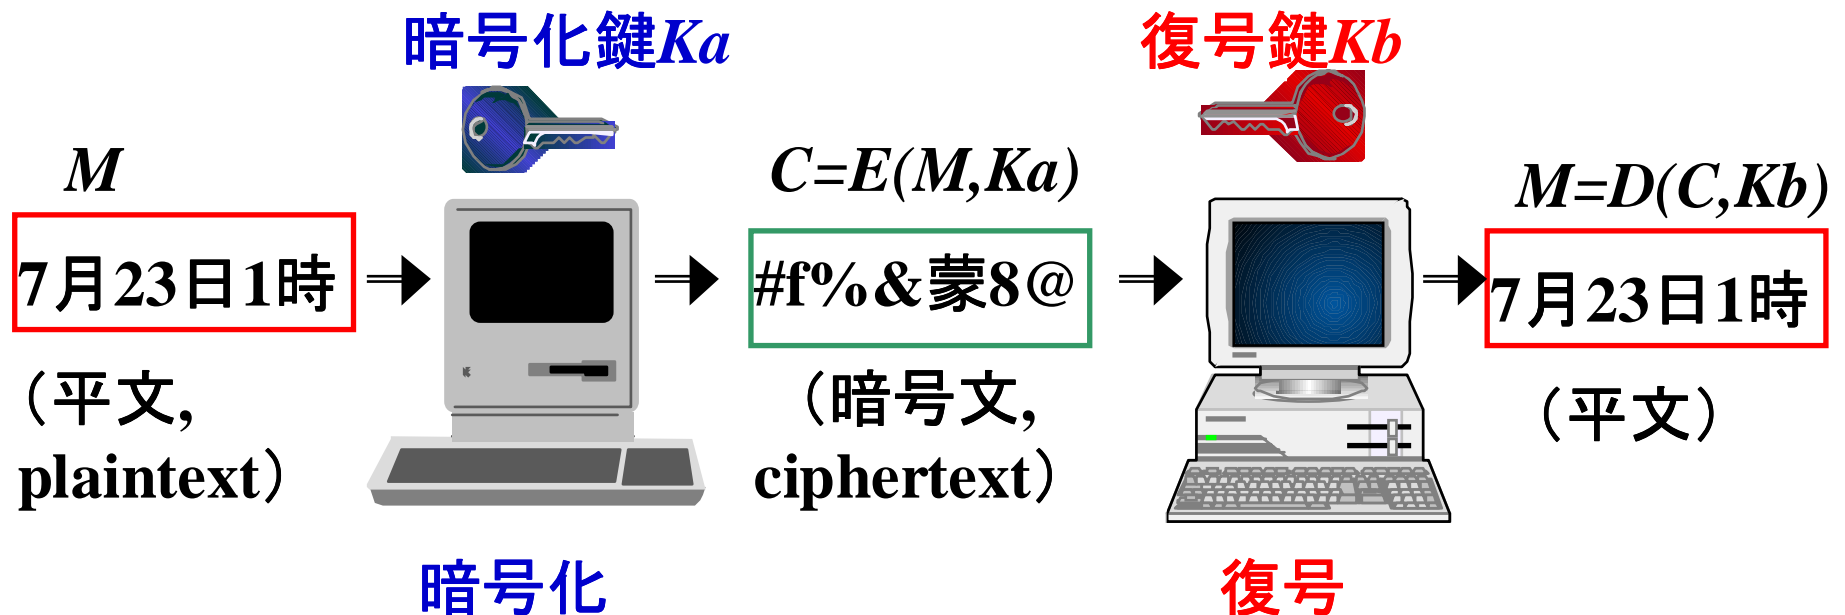 暗号化鍵Ka
復号鍵Kb
M
C=E(M,Ka)
M=D(C,Kb)
7月23日1時
#f%&蒙8@
7月23日1時
（平文,
plaintext）
（暗号文,
ciphertext）
（平文）
暗号化
復号